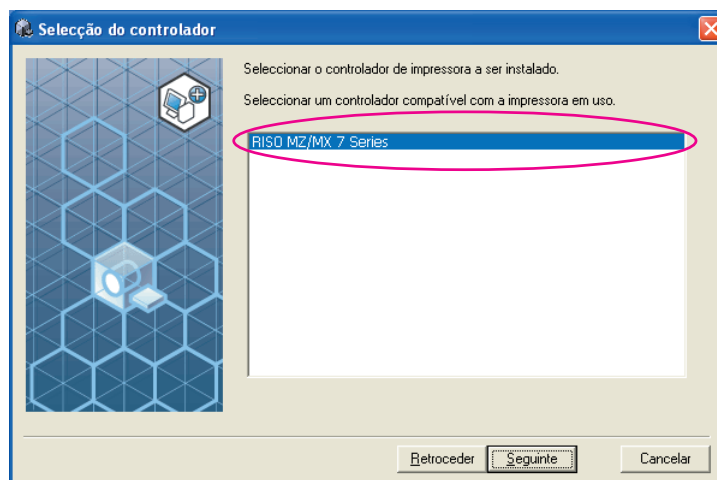 Selecção do controlador
Seleccionar o controlador de impressora a ser instalado.
Seleccionar um controlador compatível com a impressora em uso.
RISO MZ/MX 7 Series
Retroceder
Seguinte
Cancelar